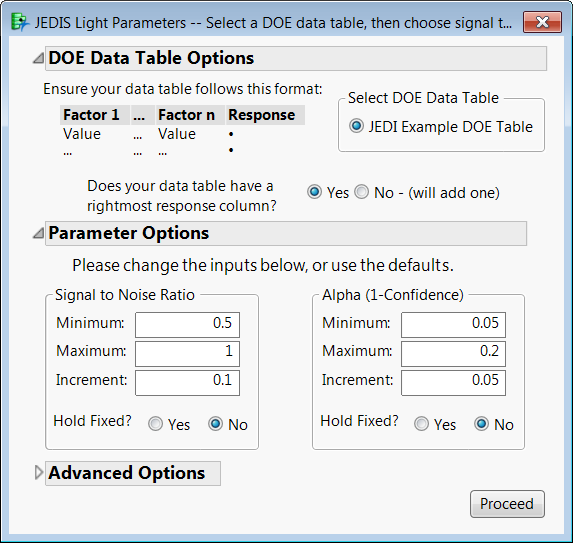 JEDIS Light Parameters -- Select a DOE data table, then choose signal t...
DOE Data Table Options
Ensure your data table follows this format:
Factor 1 ... Factor n Response
Value ... Value •
... ... ... •
Select DOE Data Table
JEDI Example DOE Table
Does your data table have a
rightmost response column?
Yes No - (will add one)
Parameter Options
Please change the inputs below, or use the defaults.
Signal to Noise Ratio
Minimum: 0.5
Maximum: 1
Increment: 0.1
Hold Fixed? Yes No
Alpha (1-Confidence)
Minimum: 0.05
Maximum: 0.2
Increment: 0.05
Hold Fixed? Yes No
Advanced Options
Proceed